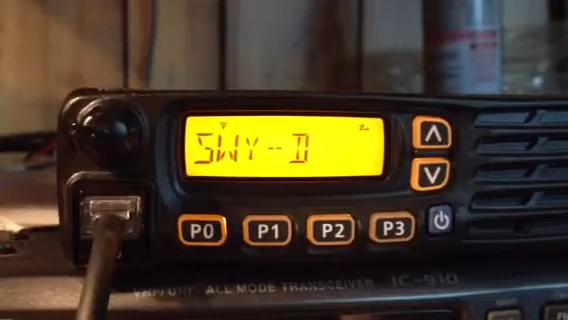 SWY--D
P0 P1 P2 P3
VHF/UHF ALL MODE TRANSCEIVER IC-910